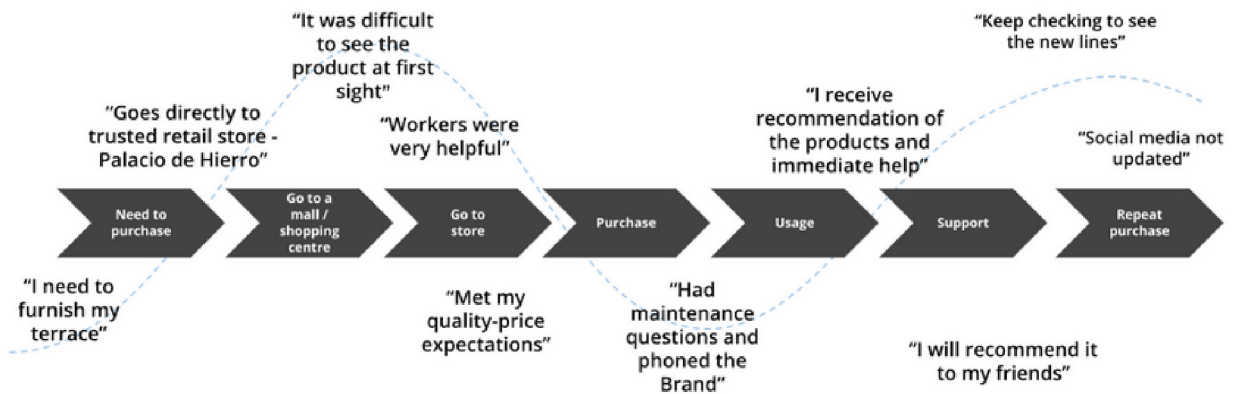 “It was difficult
to see the
product at first
sight”
“Keep checking to see
the new lines”
“Goes directly to
trusted retail store -
Palacio de Hierro”
“Workers were
very helpful”
“I receive
recommendation of
the products and
immediate help”
“Social media not
updated”
Need to
purchase
Go to a
mall /
shopping
centre
Go to
store
Purchase
Usage
Support
Repeat
purchase
“I need to
furnish my
terrace”
“Met my
quality-price
expectations”
“Had
maintenance
questions and
phoned the
Brand”
“I will recommend it
to my friends”